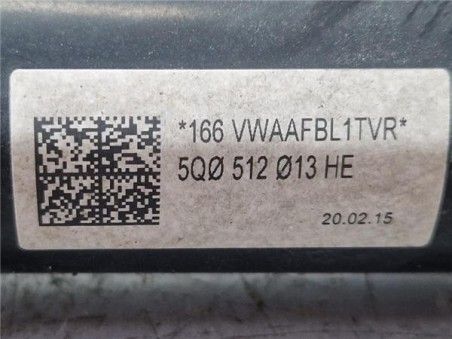 *166 VWAAFBL1TVR*
5QØ 512 Ø13 HE
20.02.15